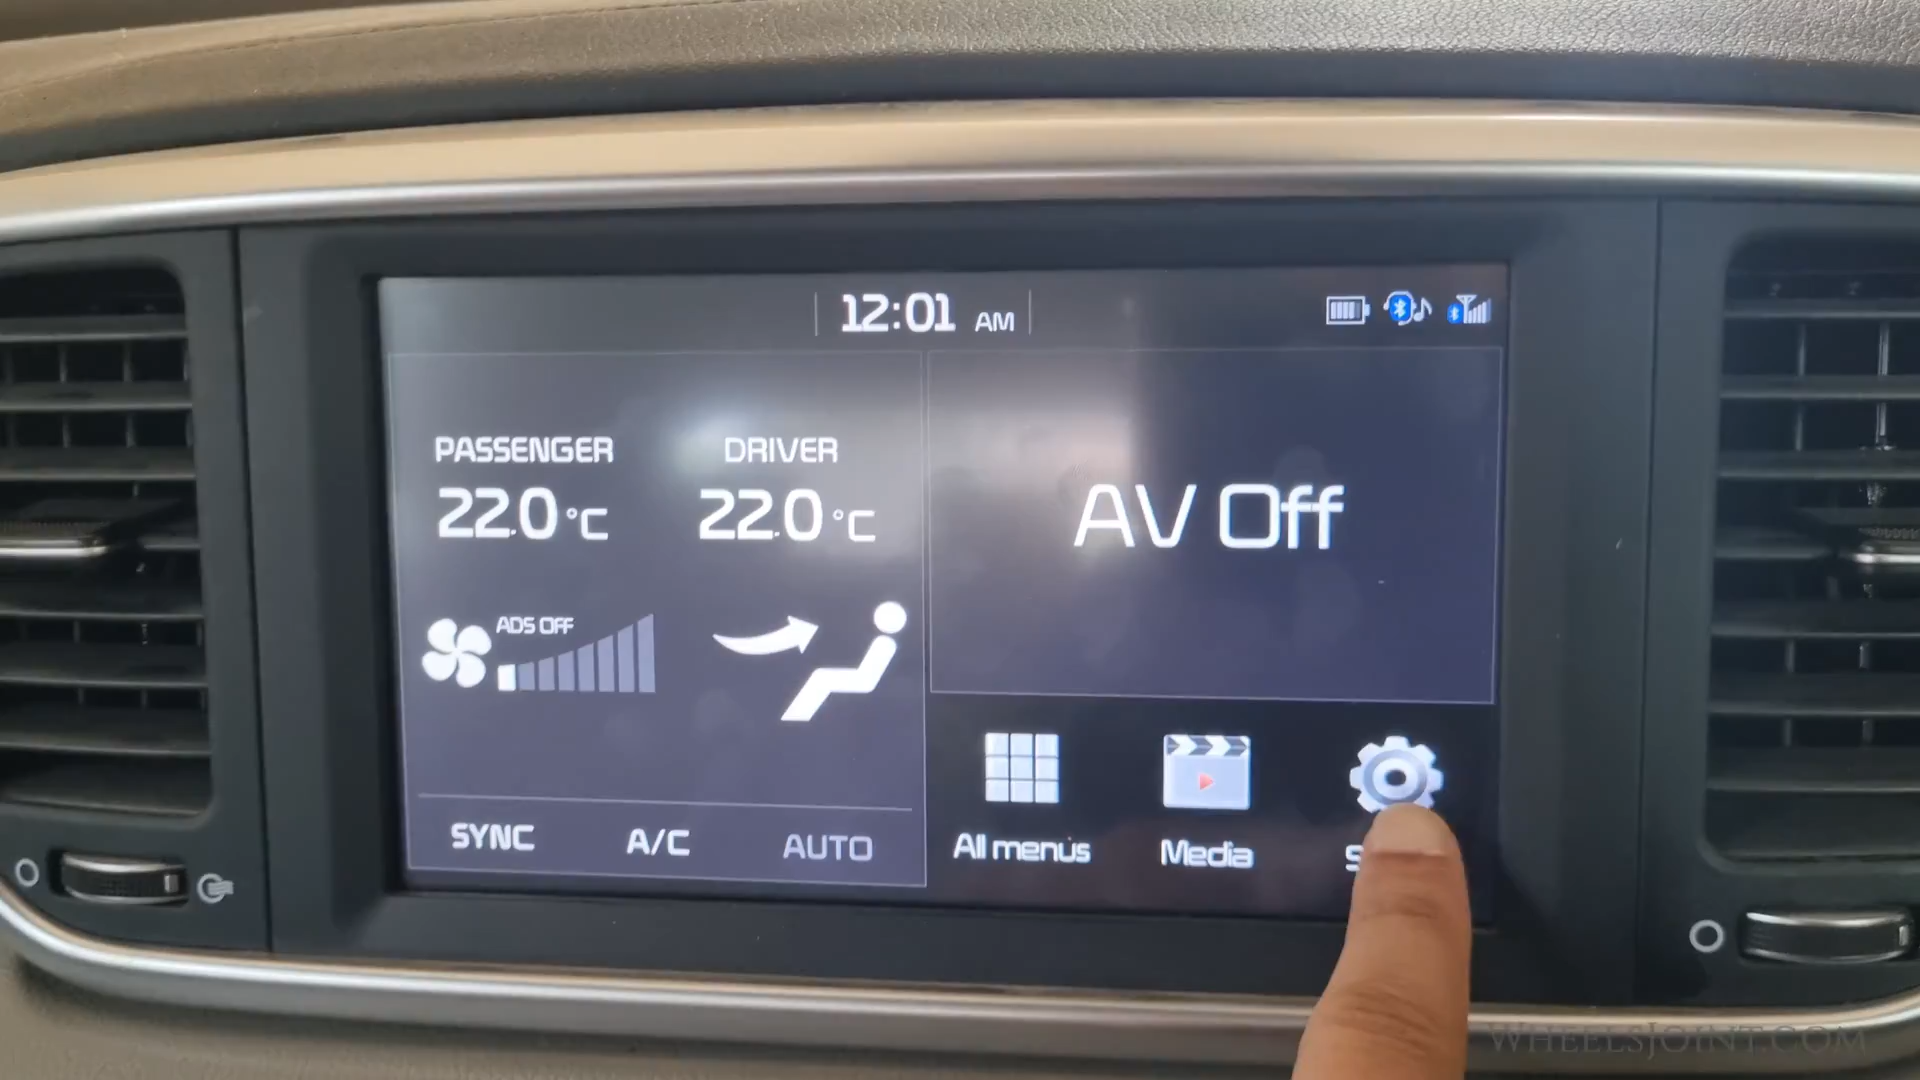 12:01 AM
PASSENGER
DRIVER
22.0 °C
22.0 °C
AV Off
ADS OFF
SYNC
A/C
AUTO
All menus
Media
WHEELSJOINT.COM